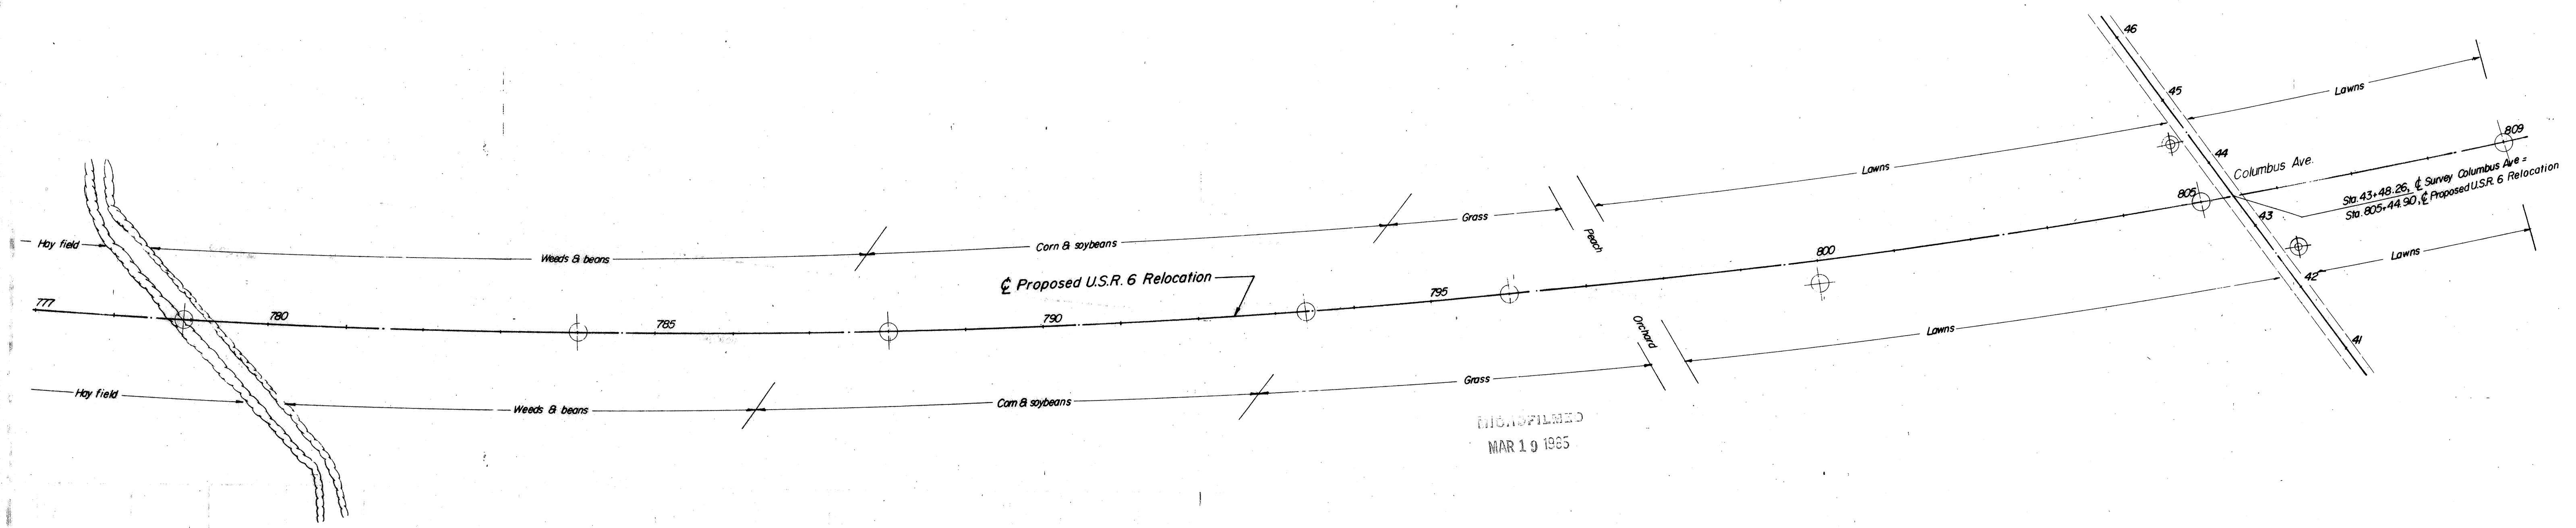 46
45
44
43
42
41
Lawns
809
Columbus Ave.
Sta. 43+48.26, ℄ Survey Columbus Ave =
Sta. 805+44.90, ℄ Proposed U.S.R. 6 Relocation
Lawns
Lawns
805
Grass
Peach
Corn & soybeans
Weeds & beans
Hay field
℄ Proposed U.S.R. 6 Relocation
777
780
785
790
795
800
Orchard
Lawns
Grass
Corn & soybeans
Weeds & beans
Hay field
MICROFILMED
MAR 19 1985